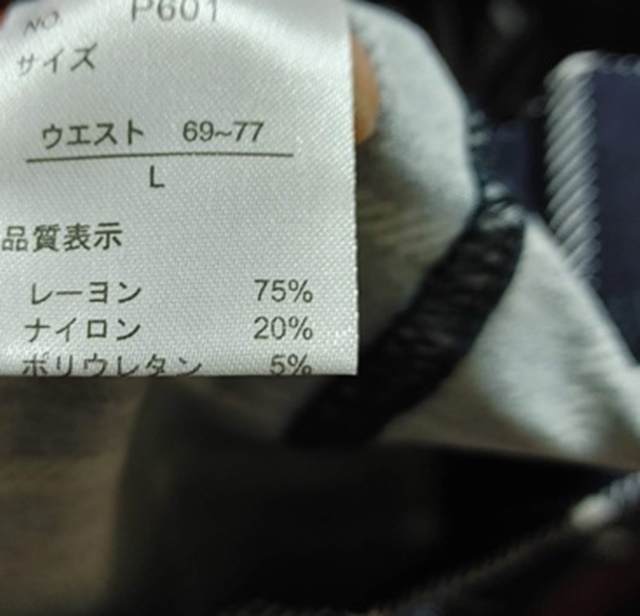 NO P601
サイズ
ウエスト 69~77
L
品質表示
レーヨン 75%
ナイロン 20%
ポリウレタン 5%